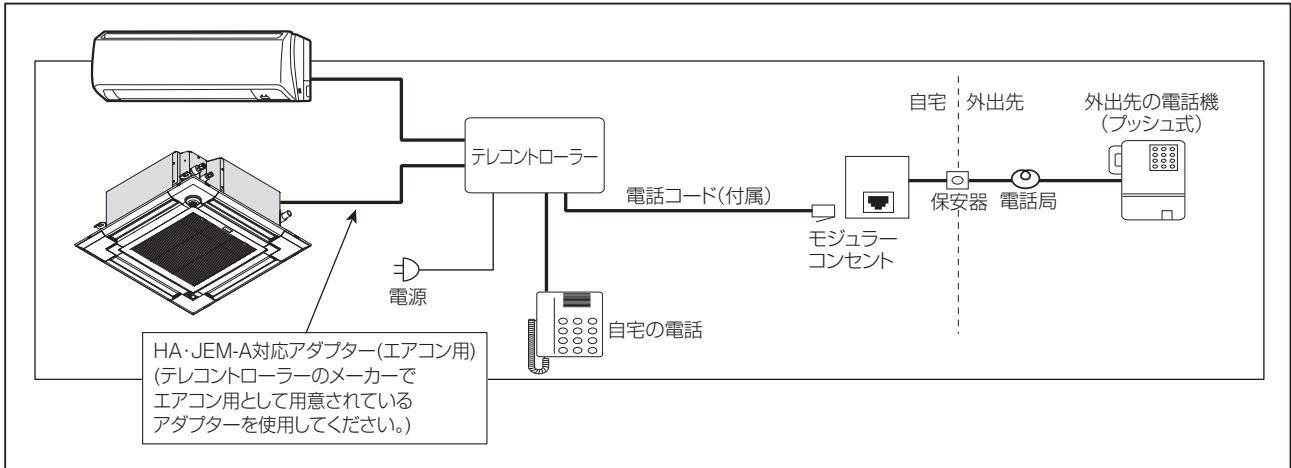 自宅
外出先
外出先の電話機
(プッシュ式)
テレコントローラー
電話コード(付属)
保安器
電話局
モジュラー
コンセント
電源
自宅の電話
HA・JEM-A対応アダプター(エアコン用)
(テレコントローラーのメーカーで
エアコン用として用意されている
アダプターを使用してください。)